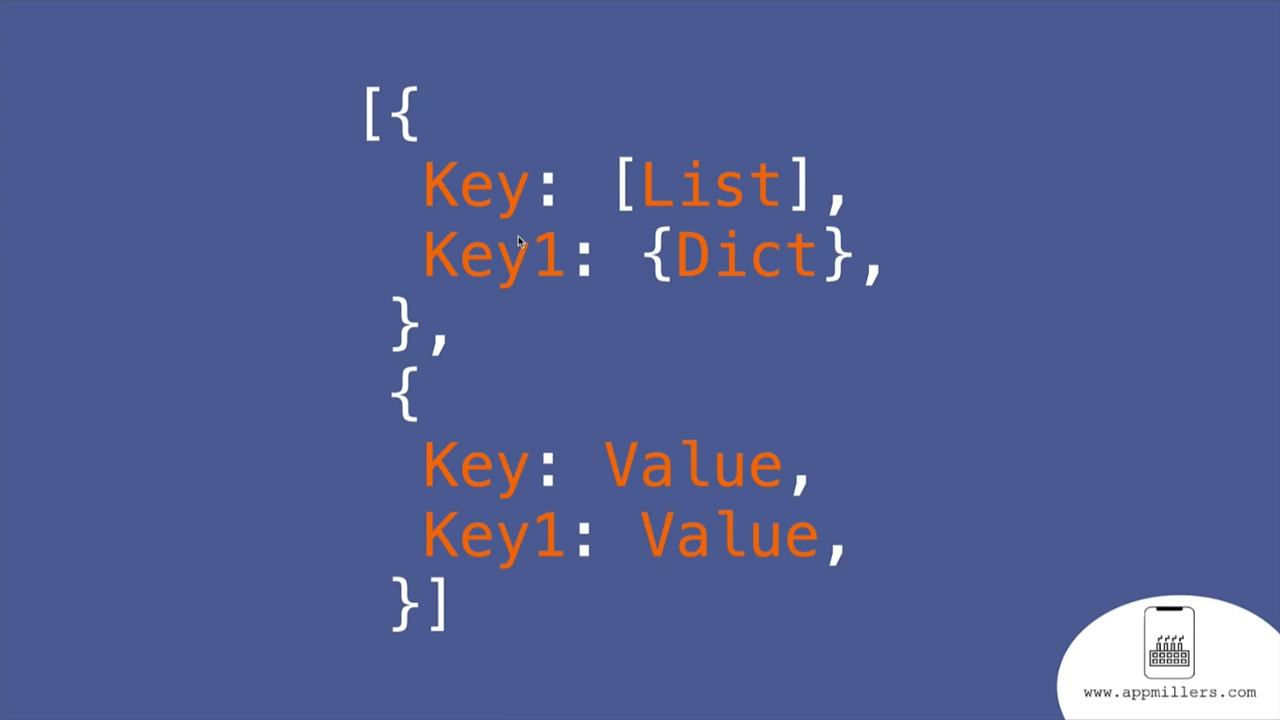 [{
Key: [List],
Key1: {Dict},
},
{
Key: Value,
Key1: Value,
}]
www.appmillers.com